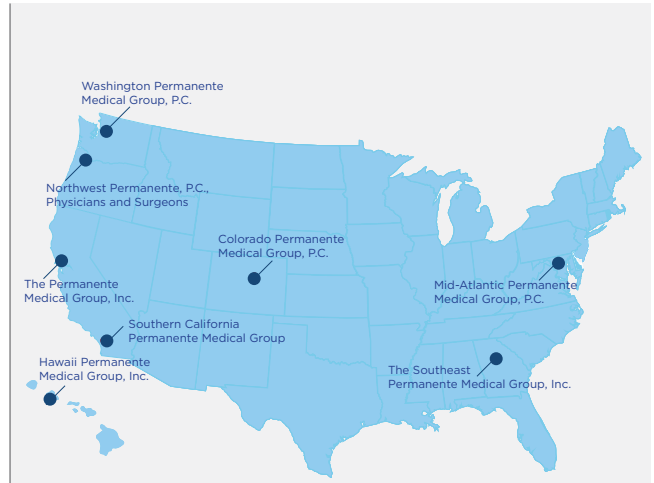 Washington Permanente
Medical Group, P.C.
Northwest Permanente, P.C.,
Physicians and Surgeons
Colorado Permanente
Medical Group, P.C.
The Permanente
Medical Group, Inc.
Mid-Atlantic Permanente
Medical Group, P.C.
Southern California
Permanente Medical Group
Hawaii Permanente
Medical Group, Inc.
The Southeast
Permanente Medical Group, Inc.